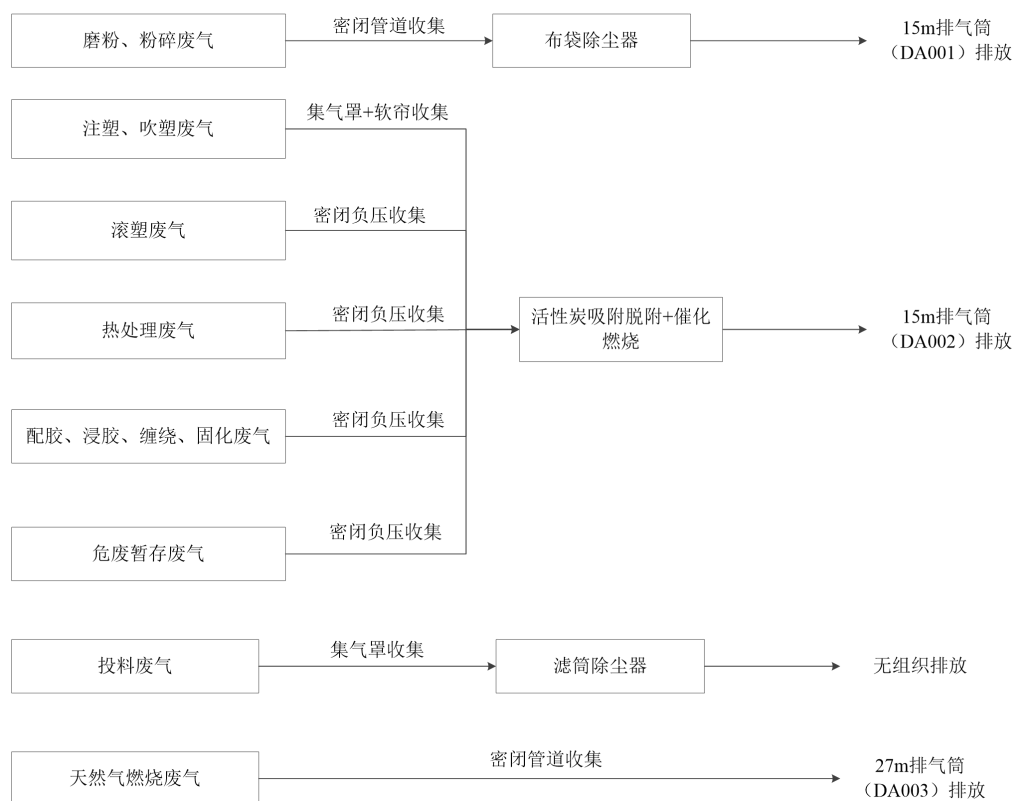 磨粉、粉碎废气
密闭管道收集
布袋除尘器
15m排气筒
（DA001）排放
注塑、吹塑废气
集气罩+软帘收集
滚塑废气
密闭负压收集
热处理废气
密闭负压收集
活性炭吸附脱附+催化
燃烧
15m排气筒
（DA002）排放
配胶、浸胶、缠绕、固化废气
密闭负压收集
危废暂存废气
密闭负压收集
投料废气
集气罩收集
滤筒除尘器
无组织排放
天然气燃烧废气
密闭管道收集
27m排气筒
（DA003）排放